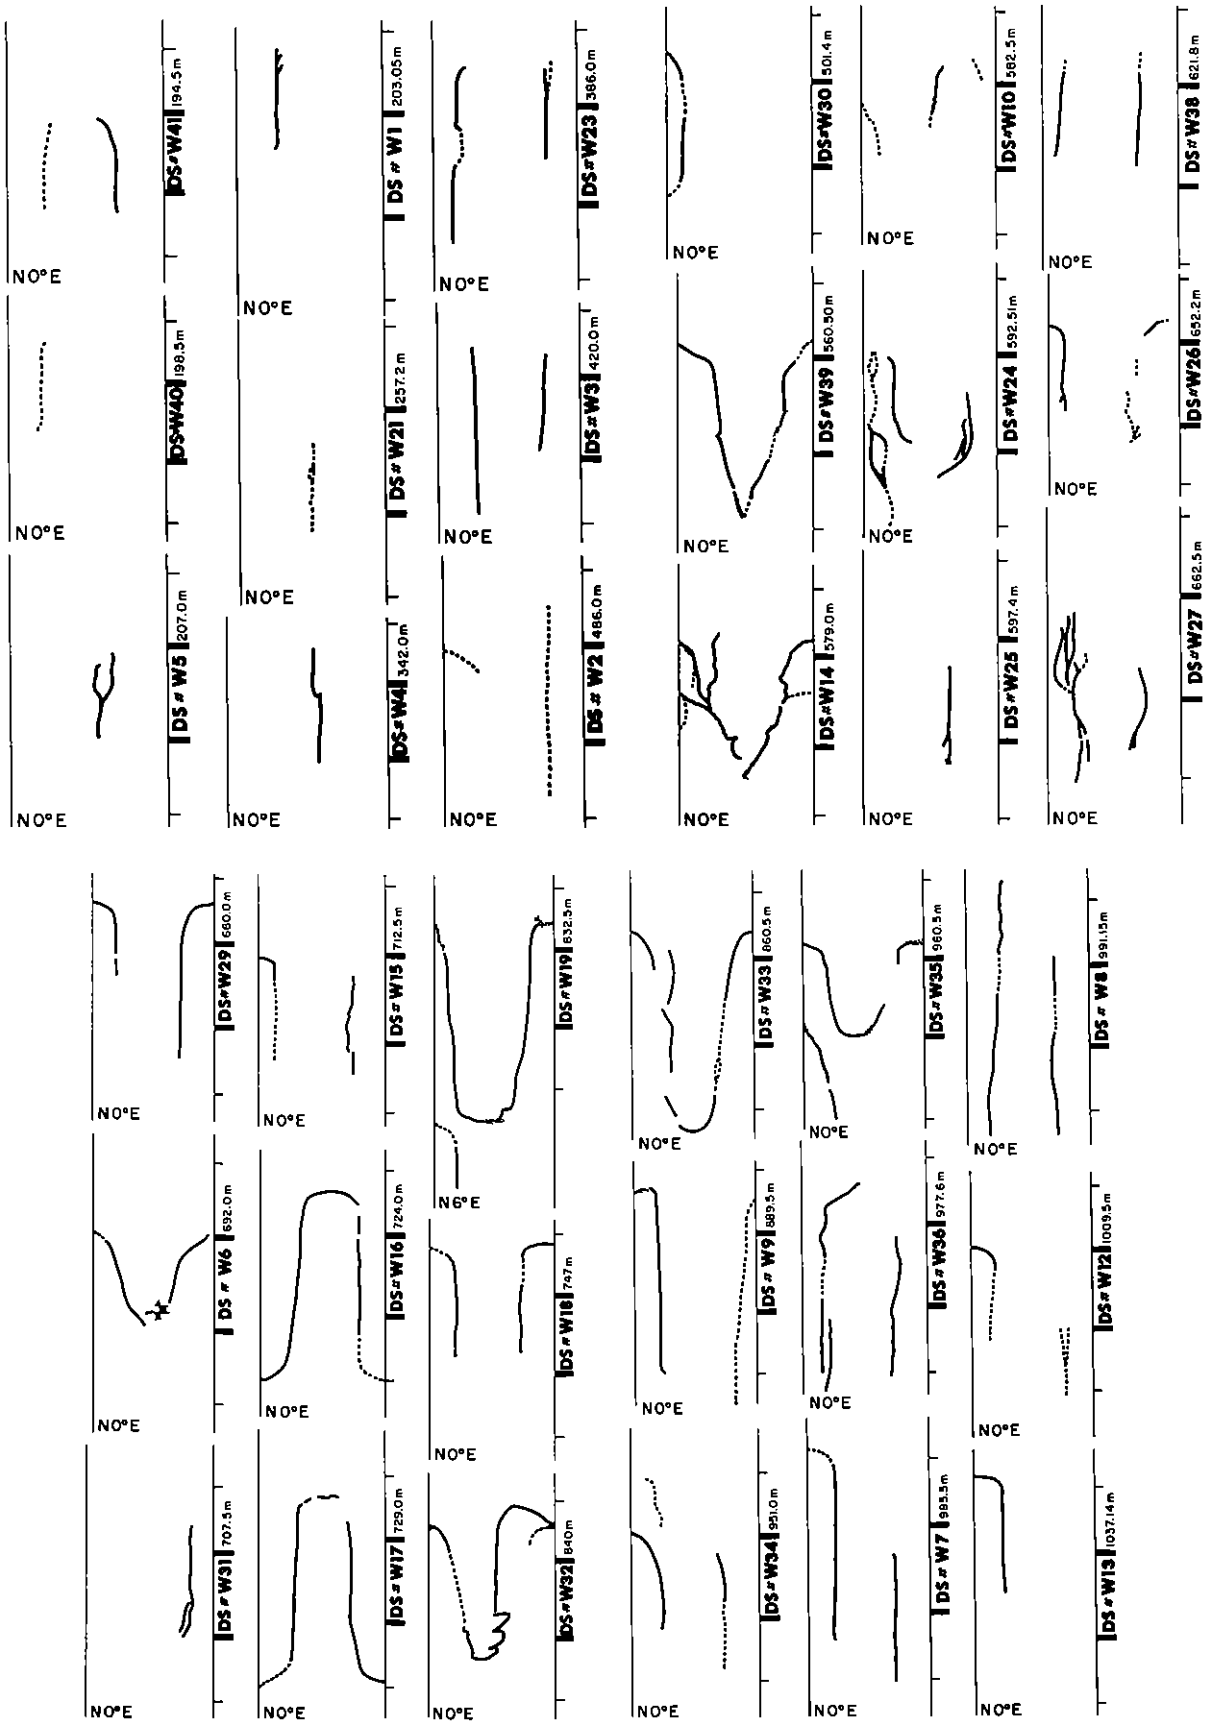 DS#W41 194.5m
NO°E
DS#W1 203.05m
NO°E
DS#W23 386.0m
NO°E
DS#W30 501.4m
NO°E
DS#W10 582.5m
NO°E
DS#W38 621.8m
NO°E
DS#W40 198.5m
NO°E
DS#W21 257.2m
NO°E
DS#W3 420.0m
NO°E
DS#W39 560.50m
NO°E
DS#W24 592.51m
NO°E
DS#W26 652.2m
NO°E
DS#W5 207.0m
NO°E
DS#W4 342.0m
NO°E
DS#W2 486.0m
NO°E
DS#W14 579.0m
NO°E
DS#W25 597.4m
NO°E
DS#W27 662.5m
NO°E
DS#W29 660.0m
NO°E
DS#W15 712.5m
NO°E
DS#W19 832.5m
N6°E
DS#W33 860.5m
NO°E
DS#W35 960.5m
NO°E
DS#W8 991.15m
NO°E
DS#W6 692.0m
NO°E
DS#W16 724.0m
NO°E
DS#W18 747m
NO°E
DS#W9 889.5m
NO°E
DS#W36 977.6m
NO°E
DS#W12 1009.5m
NO°E
DS#W31 707.5m
NO°E
DS#W17 729.0m
NO°E
DS#W32 840m
NO°E
DS#W34 951.0m
NO°E
DS#W7 985.5m
NO°E
DS#W13 1037.14m
NO°E